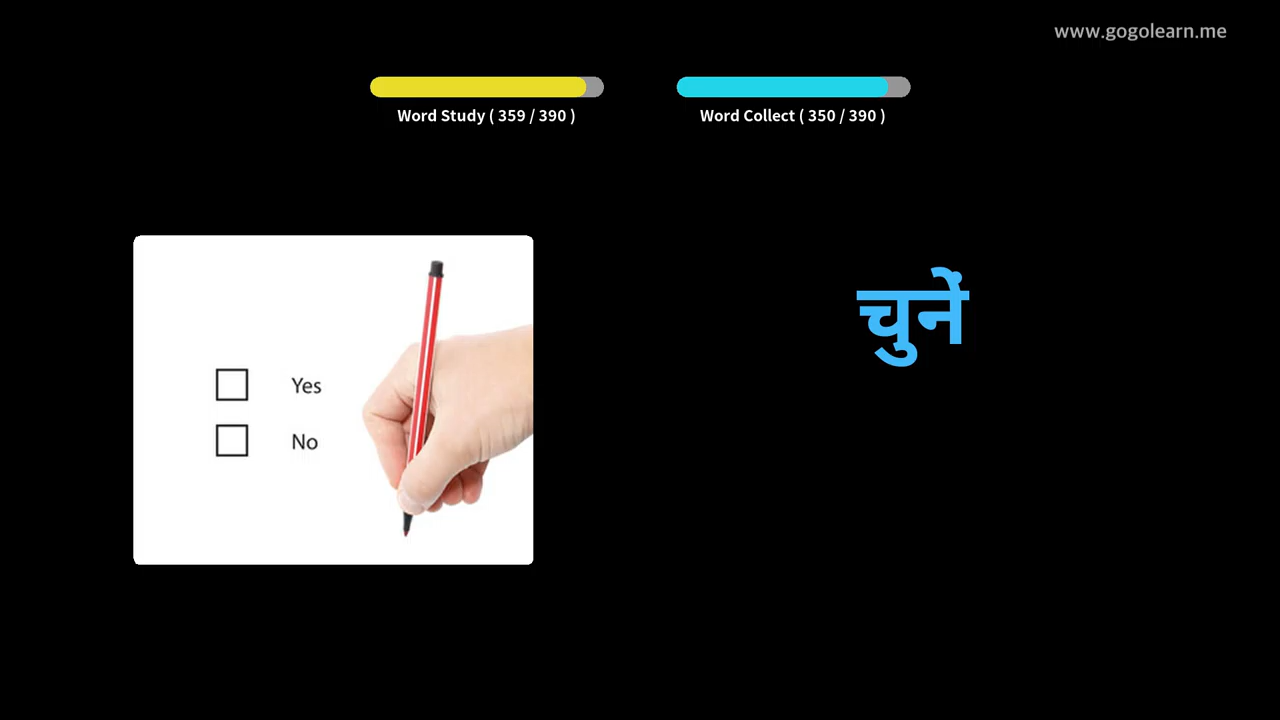 www.gogolearn.me
Word Study ( 359 / 390 )
Word Collect ( 350 / 390 )
चुनें
Yes
No